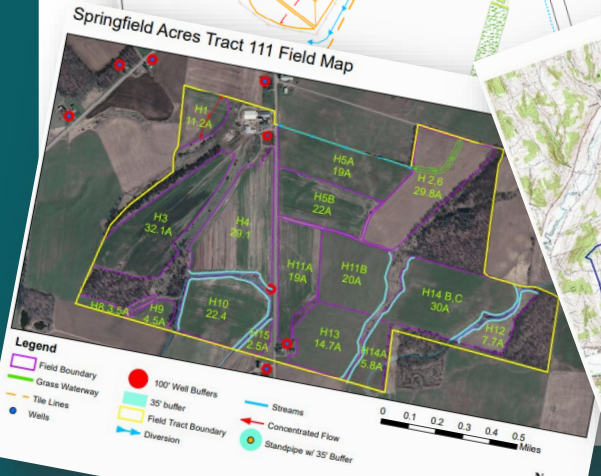 Springfield Acres Tract 111 Field Map
H1
11.2A
H5A
19A
H 2,6
29.8A
H5B
22A
H3
32.1A
H4
29.1
H11A
19A
H11B
20A
H14 B,C
30A
H8 3.5A
H9
4.5A
H10
22.4
H15
2.5A
H13
14.7A
H14A
5.8A
H12
7.7A
Legend
Field Boundary
Grass Waterway
Tile Lines
Wells
100' Well Buffers
35' buffer
Field Tract Boundary
Diversion
Streams
Concentrated Flow
Standpipe w/ 35' Buffer
0 0.1 0.2 0.3 0.4 0.5
Miles